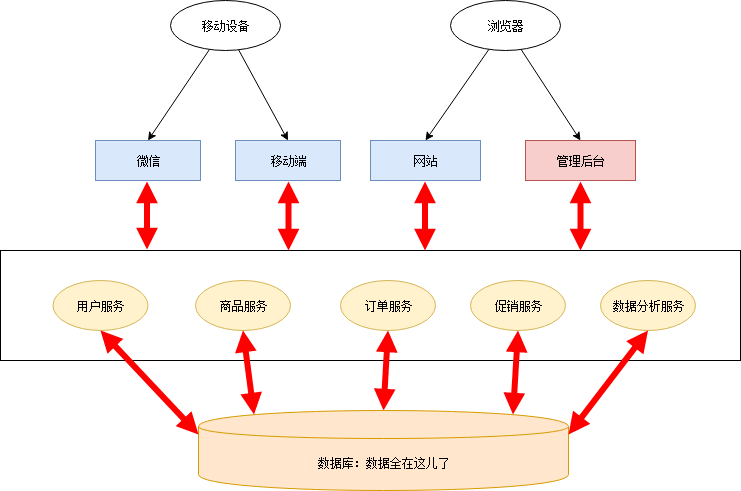 移动设备
浏览器
微信
移动端
网站
管理后台
用户服务
商品服务
订单服务
促销服务
数据分析服务
数据库：数据全在这儿了